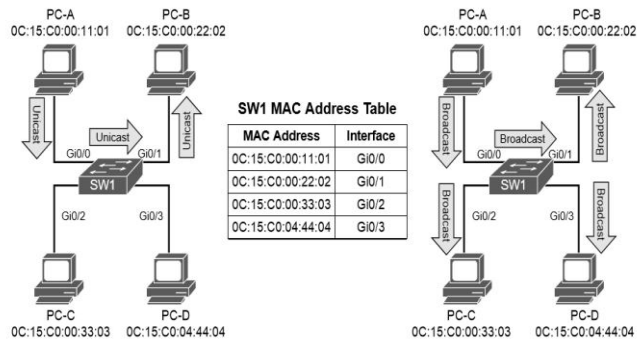 PC-A
0C:15:C0:00:11:01
PC-B
0C:15:C0:00:22:02
Unicast
Unicast
Unicast
Gi0/0
Gi0/1
SW1
Gi0/2
Gi0/3
PC-C
0C:15:C0:00:33:03
PC-D
0C:15:C0:04:44:04
SW1 MAC Address Table
MAC Address Interface
0C:15:C0:00:11:01 Gi0/0
0C:15:C0:00:22:02 Gi0/1
0C:15:C0:00:33:03 Gi0/2
0C:15:C0:04:44:04 Gi0/3
PC-A
0C:15:C0:00:11:01
PC-B
0C:15:C0:00:22:02
Broadcast
Broadcast
Broadcast
Gi0/0
Gi0/1
SW1
Broadcast
Gi0/2
Gi0/3
Broadcast
PC-C
0C:15:C0:00:33:03
PC-D
0C:15:C0:04:44:04